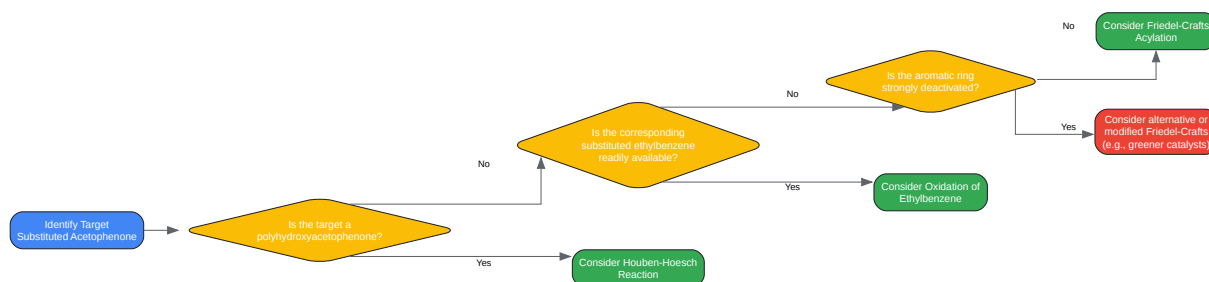 Identify Target
Substituted Acetophenone
Is the target a
polyhydroxyacetophenone?
Yes
Consider Houben-Hoesch
Reaction
No
Is the corresponding
substituted ethylbenzene
readily available?
Yes
Consider Oxidation of
Ethylbenzene
No
Is the aromatic ring
strongly deactivated?
No
Consider Friedel-Crafts
Acylation
Yes
Consider alternative or
modified Friedel-Crafts
(e.g., greener catalysts)